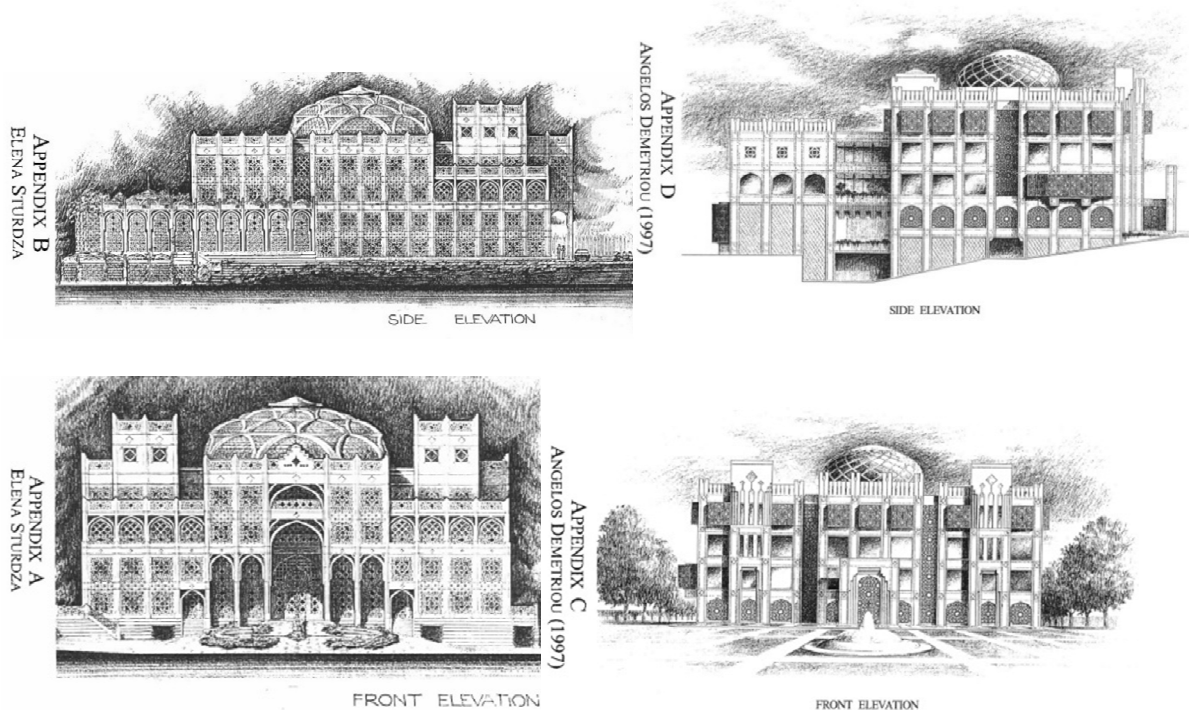 APPENDIX B
ELENA STURDZA
SIDE ELEVATION
APPENDIX D
ANGELOS DEMETRIOU (1997)
SIDE ELEVATION
APPENDIX A
ELENA STURDZA
FRONT ELEVATION
APPENDIX C
ANGELOS DEMETRIOU (1997)
FRONT ELEVATION